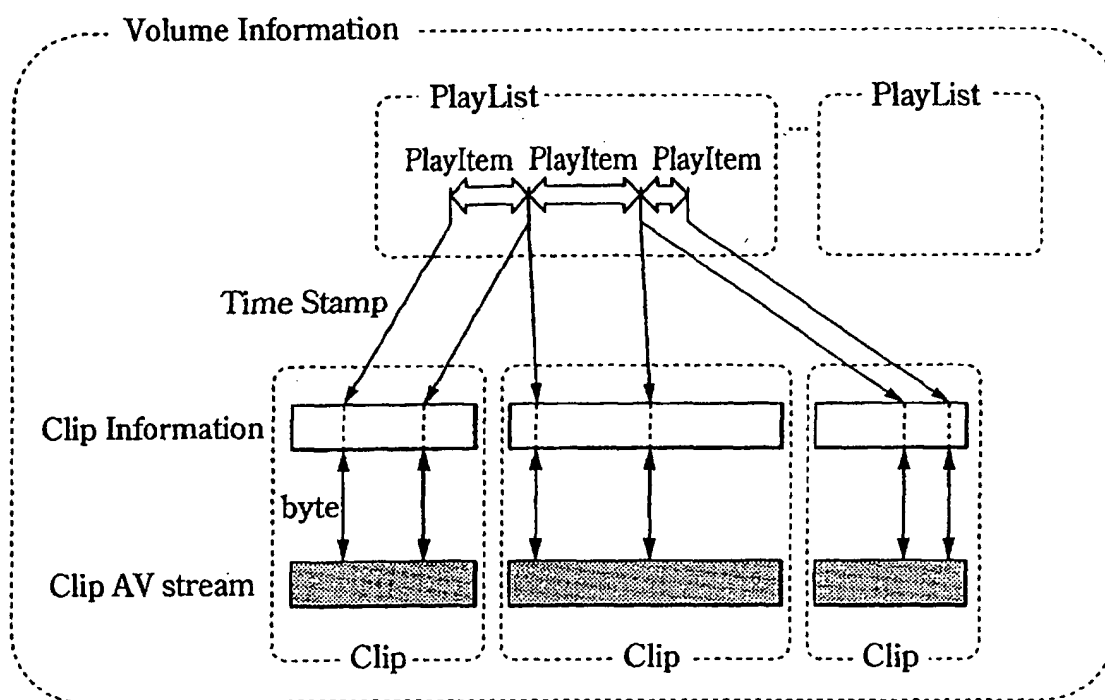 Volume Information
PlayList
PlayList
PlayItem PlayItem PlayItem
Time Stamp
Clip Information
byte
Clip AV stream
Clip
Clip
Clip